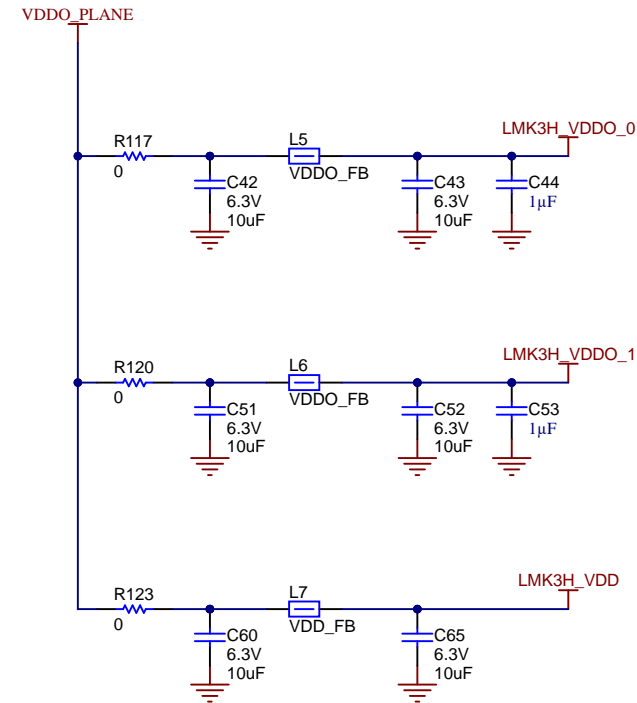 VDDO_PLANE
LMK3H_VDDO_0
R117
0
L5
VDDO_FB
C42
6.3V
10uF
C43
6.3V
10uF
C44
1µF
LMK3H_VDDO_1
R120
0
L6
VDDO_FB
C51
6.3V
10uF
C52
6.3V
10uF
C53
1µF
LMK3H_VDD
R123
0
L7
VDD_FB
C60
6.3V
10uF
C65
6.3V
10uF